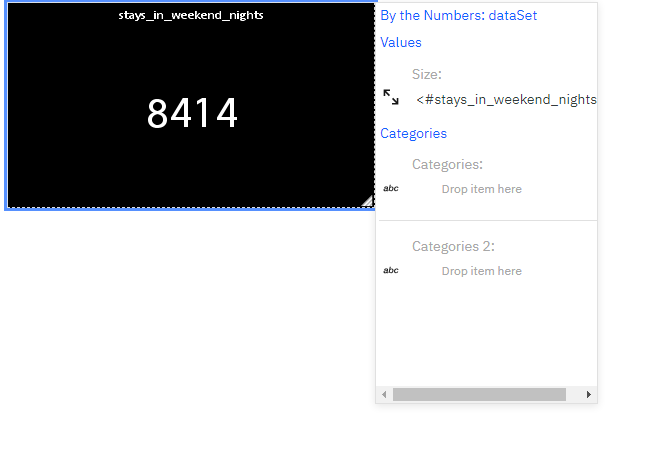 stays_in_weekend_nights
8414
By the Numbers: dataSet
Values
Size:
<#stays_in_weekend_nights
Categories
Categories:
abc Drop item here
Categories 2:
abc Drop item here